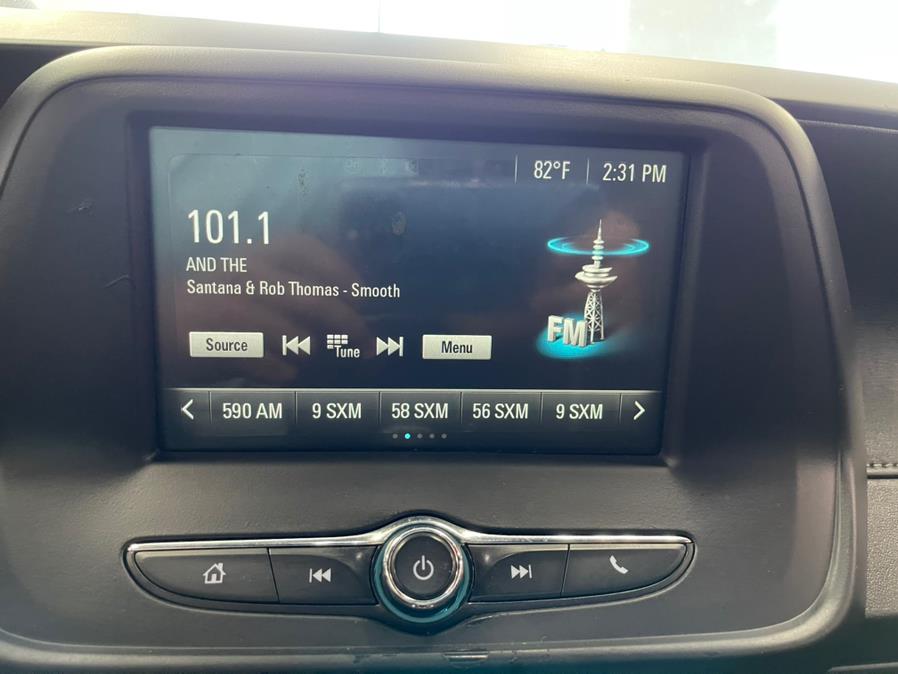 82°F 2:31 PM
101.1
AND THE
Santana & Rob Thomas - Smooth
FM
Source Tune Menu
590 AM 9 SXM 58 SXM 56 SXM 9 SXM